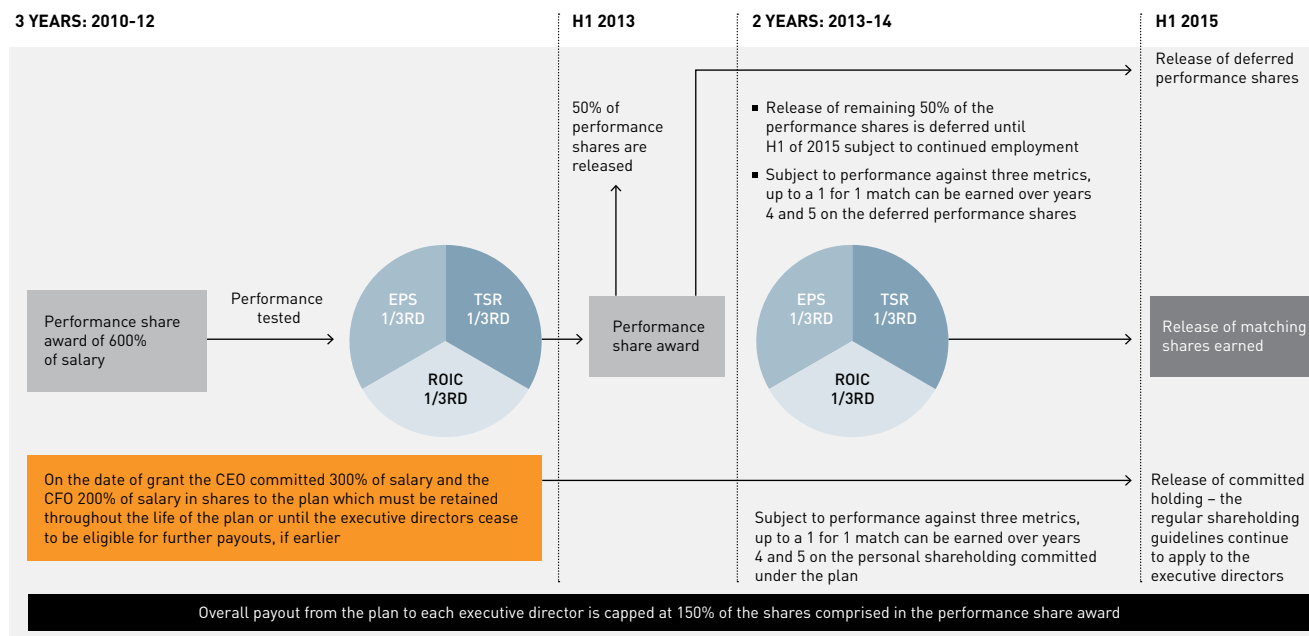 3 YEARS: 2010-12
H1 2013
2 YEARS: 2013-14
H1 2015
Release of deferred
performance shares
50% of
performance
shares are
released
▪ Release of remaining 50% of the
performance shares is deferred until
H1 of 2015 subject to continued employment
▪ Subject to performance against three metrics,
up to a 1 for 1 match can be earned over years
4 and 5 on the deferred performance shares
Performance share
award of 600%
of salary
Performance
tested
EPS
1/3RD
TSR
1/3RD
ROIC
1/3RD
Performance
share award
EPS
1/3RD
TSR
1/3RD
ROIC
1/3RD
Release of matching
shares earned
On the date of grant the CEO committed 300% of salary and the
CFO 200% of salary in shares to the plan which must be retained
throughout the life of the plan or until the executive directors cease
to be eligible for further payouts, if earlier
Subject to performance against three metrics,
up to a 1 for 1 match can be earned over years
4 and 5 on the personal shareholding committed
under the plan
Release of committed
holding – the
regular shareholding
guidelines continue
to apply to the
executive directors
Overall payout from the plan to each executive director is capped at 150% of the shares comprised in the performance share award